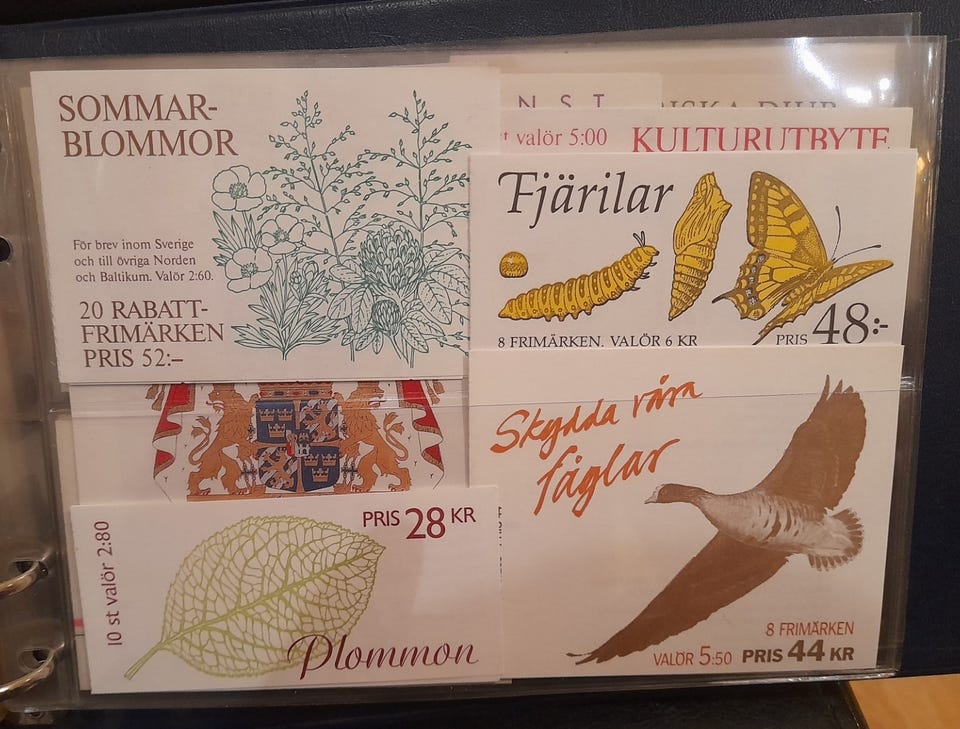 SOMMAR-
BLOMMOR
För brev inom Sverige
och till övriga Norden
och Baltikum. Valör 2:60.
20 RABATT-
FRIMÄRKEN
PRIS 52:–
N S T
ISKA DJUR
t valör 5:00 KULTURUTBYTE
Fjärilar
8 FRIMÄRKEN. VALÖR 6 KR PRIS 48:-
10 st valör 2:80
PRIS 28 KR
Plommon
Skydda våra
fåglar
8 FRIMÄRKEN
VALÖR 5:50 PRIS 44 KR